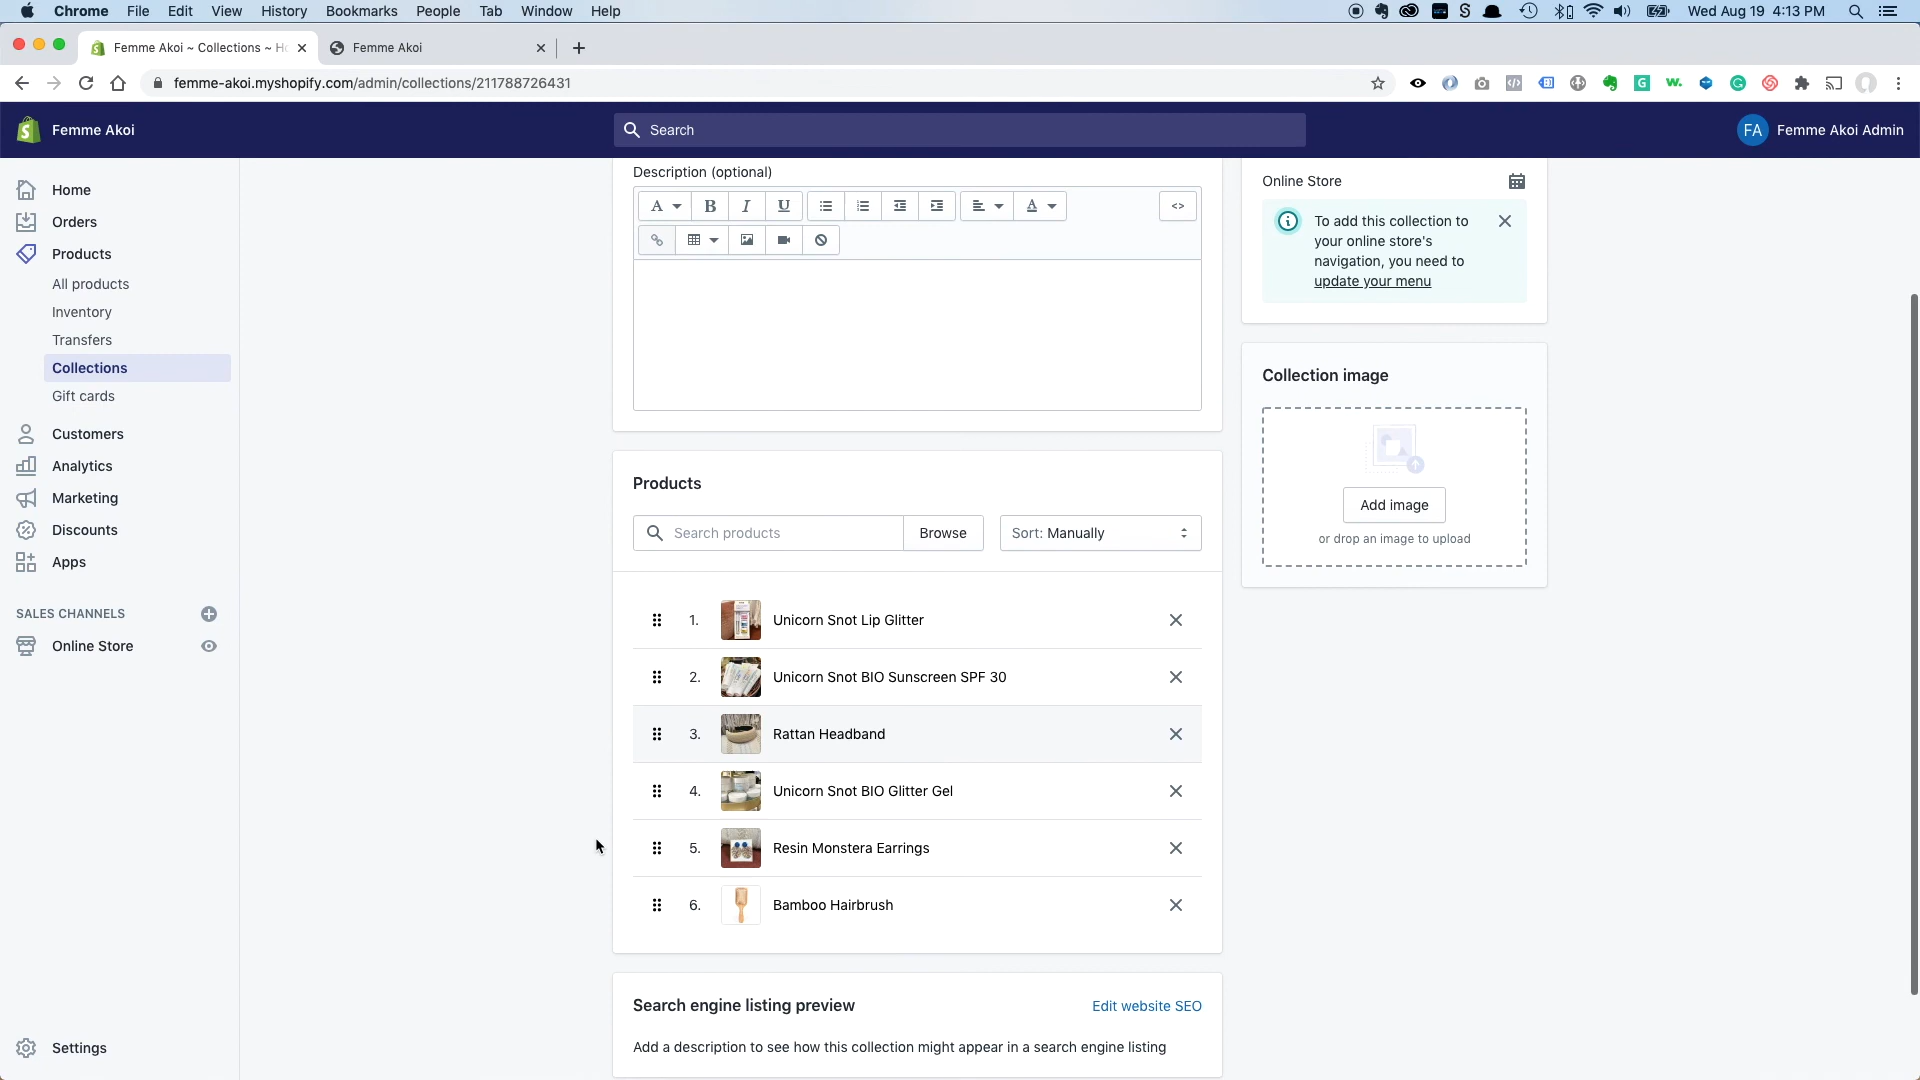 Chrome File Edit View History Bookmarks People Tab Window Help
S
Wed Aug 19 4:13 PM
Femme Akoi ~ Collections ~ Ho
Femme Akoi
femme-akoi.myshopify.com/admin/collections/211788726431
Femme Akoi
Search
FA Femme Akoi Admin
Home
Orders
Products
All products
Inventory
Transfers
Collections
Gift cards
Customers
Analytics
Marketing
Discounts
Apps
SALES CHANNELS
Online Store
Settings
Description (optional)
A B I U A <>
Products
Search products
Browse
Sort: Manually
1. Unicorn Snot Lip Glitter
2. Unicorn Snot BIO Sunscreen SPF 30
3. Rattan Headband
4. Unicorn Snot BIO Glitter Gel
5. Resin Monstera Earrings
6. Bamboo Hairbrush
Search engine listing preview
Edit website SEO
Add a description to see how this collection might appear in a search engine listing
Online Store
To add this collection to
your online store's
navigation, you need to
update your menu
Collection image
Add image
or drop an image to upload